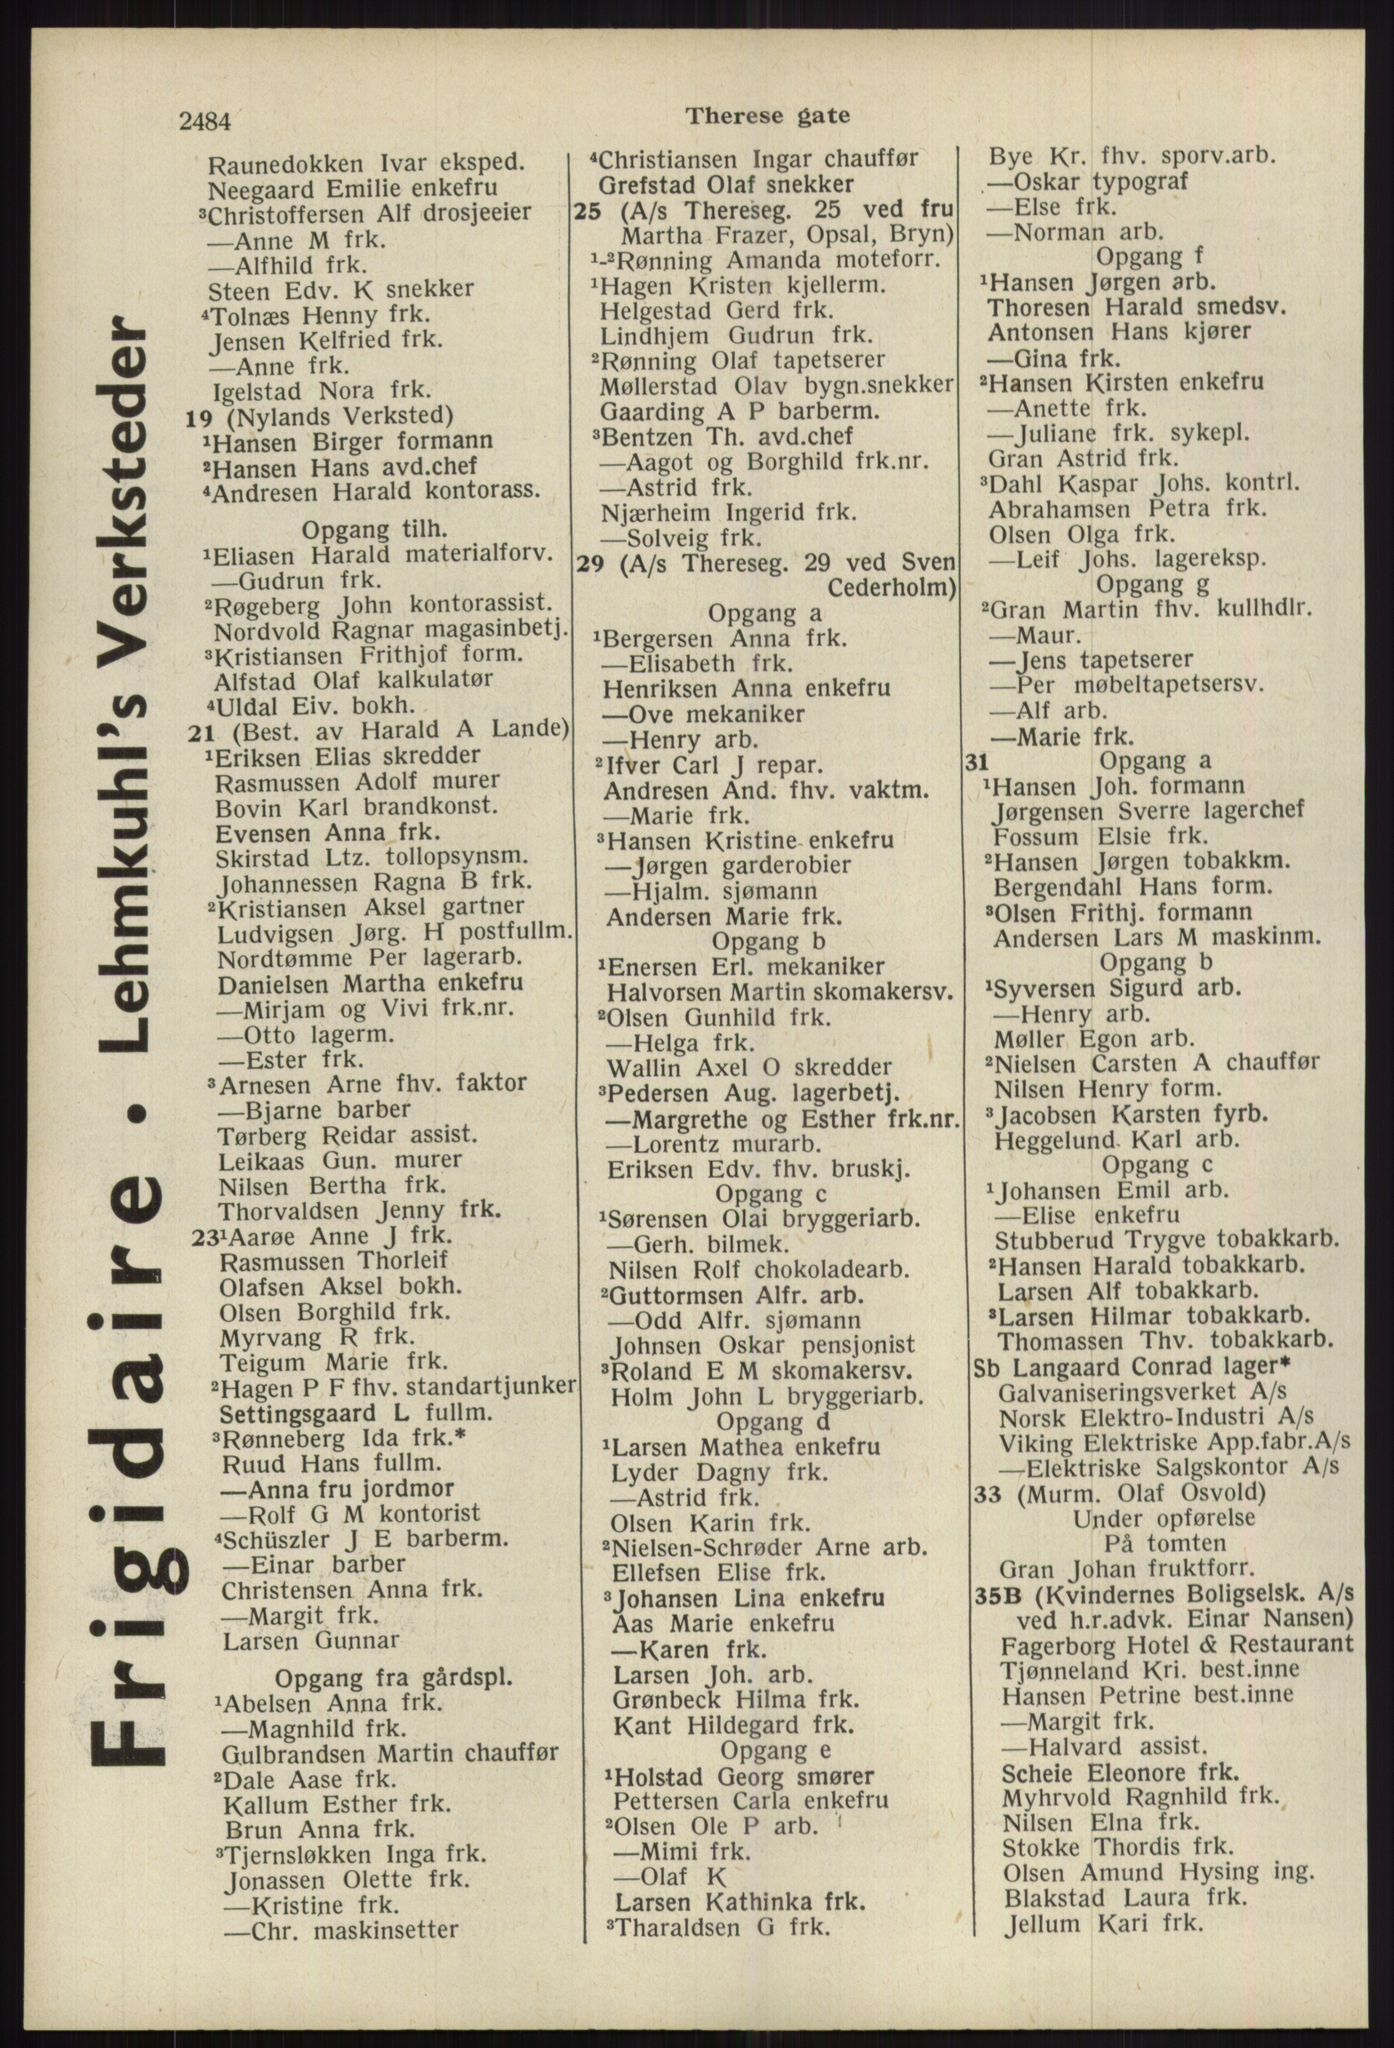 2484
Therese gate
Frigidaire • Lehmkuhl's Verksteder
Raunedokken Ivar eksped.
Neegaard Emilie enkefru
³Christoffersen Alf drosjeeier
—Anne M frk.
—Alfhild frk.
Steen Edv. K snekker
⁴Tolnæs Henny frk.
Jensen Kelfried frk.
—Anne frk.
Igelstad Nora frk.
19 (Nylands Verksted)
¹Hansen Birger formann
²Hansen Hans avd.chef
⁴Andresen Harald kontorass.
Opgang tilh.
¹Eliasen Harald materialforv.
—Gudrun frk.
²Røgeberg John kontorassist.
Nordvold Ragnar magasinbetj.
³Kristiansen Frithjof form.
Alfstad Olaf kalkulatør
⁴Uldal Eiv. bokh.
21 (Best. av Harald A Lande)
¹Eriksen Elias skredder
Rasmussen Adolf murer
Bovin Karl brandkonst.
Evensen Anna frk.
Skirstad Ltz. tollopsynsm.
Johannessen Ragna B frk.
²Kristiansen Aksel gartner
Ludvigsen Jørg. H postfullm.
Nordtømme Per lagerarb.
Danielsen Martha enkefru
—Mirjam og Vivi frk.nr.
—Otto lagerm.
—Ester frk.
³Arnesen Arne fhv. faktor
—Bjarne barber
Tørberg Reidar assist.
Leikaas Gun. murer
Nilsen Bertha frk.
Thorvaldsen Jenny frk.
23¹Aarøe Anne J frk.
Rasmussen Thorleif
Olafsen Aksel bokh.
Olsen Borghild frk.
Myrvang R frk.
Teigum Marie frk.
²Hagen P F fhv. standartjunker
Settingsgaard L fullm.
³Rønneberg Ida frk.*
Ruud Hans fullm.
—Anna fru jordmor
—Rolf G M kontorist
⁴Schüszler J E barberm.
—Einar barber
Christensen Anna frk.
—Margit frk.
Larsen Gunnar
Opgang fra gårdspl.
¹Abelsen Anna frk.
—Magnhild frk.
Gulbrandsen Martin chauffør
²Dale Aase frk.
Kallum Esther frk.
Brun Anna frk.
³Tjernsløkken Inga frk.
Jonassen Olette frk.
—Kristine frk.
—Chr. maskinsetter
⁴Christiansen Ingar chauffør
Grefstad Olaf snekker
25 (A/s Thereseg. 25 ved fru
Martha Frazer, Opsal, Bryn)
¹-²Rønning Amanda moteforr.
¹Hagen Kristen kjellerm.
Helgestad Gerd frk.
Lindhjem Gudrun frk.
²Rønning Olaf tapetserer
Møllerstad Olav bygn.snekker
Gaarding A P barberm.
³Bentzen Th. avd.chef
—Aagot og Borghild frk.nr.
—Astrid frk.
Njærheim Ingerid frk.
—Solveig frk.
29 (A/s Thereseg. 29 ved Sven
Cederholm)
Opgang a
¹Bergersen Anna frk.
—Elisabeth frk.
Henriksen Anna enkefru
—Ove mekaniker
—Henry arb.
²Ifver Carl J repar.
Andresen And. fhv. vaktm.
—Marie frk.
³Hansen Kristine enkefru
—Jørgen garderobier
—Hjalm. sjømann
Andersen Marie frk.
Opgang b
¹Enersen Erl. mekaniker
Halvorsen Martin skomakersv.
²Olsen Gunhild frk.
—Helga frk.
Wallin Axel O skredder
³Pedersen Aug. lagerbetj.
—Margrethe og Esther frk.nr.
—Lorentz murarb.
Eriksen Edv. fhv. bruskj.
Opgang c
¹Sørensen Olai bryggeriarb.
—Gerh. bilmek.
Nilsen Rolf chokoladearb.
²Guttormsen Alfr. arb.
—Odd Alfr. sjømann
Johnsen Oskar pensjonist
³Roland E M skomakersv.
Holm John L bryggeriarb.
Opgang d
¹Larsen Mathea enkefru
Lyder Dagny frk.
—Astrid frk.
Olsen Karin frk.
²Nielsen-Schrøder Arne arb.
Ellefsen Elise frk.
³Johansen Lina enkefru
Aas Marie enkefru
—Karen frk.
Larsen Joh. arb.
Grønbeck Hilma frk.
Kant Hildegard frk.
Opgang e
¹Holstad Georg smører
Pettersen Carla enkefru
²Olsen Ole P arb.
—Mimi frk.
—Olaf K
Larsen Kathinka frk.
³Tharaldsen G frk.
Bye Kr. fhv. sporv.arb.
—Oskar typograf
—Else frk.
—Norman arb.
Opgang f
¹Hansen Jørgen arb.
Thoresen Harald smedsv.
Antonsen Hans kjører
—Gina frk.
²Hansen Kirsten enkefru
—Anette frk.
—Juliane frk. sykepl.
Gran Astrid frk.
³Dahl Kaspar Johs. kontrl.
Abrahamsen Petra frk.
Olsen Olga frk.
—Leif Johs. lagereksp.
Opgang g
²Gran Martin fhv. kullhdlr.
—Maur.
—Jens tapetserer
—Per møbeltapetsersv.
—Alf arb.
—Marie frk.
31 Opgang a
¹Hansen Joh. formann
Jørgensen Sverre lagerchef
Fossum Elsie frk.
²Hansen Jørgen tobakkm.
Bergendahl Hans form.
³Olsen Frithj. formann
Andersen Lars M maskinm.
Opgang b
¹Syversen Sigurd arb.
—Henry arb.
Møller Egon arb.
²Nielsen Carsten A chauffør
Nilsen Henry form.
³Jacobsen Karsten fyrb.
Heggelund Karl arb.
Opgang c
¹Johansen Emil arb.
—Elise enkefru
Stubberud Trygve tobakkarb.
²Hansen Harald tobakkarb.
Larsen Alf tobakkarb.
³Larsen Hilmar tobakkarb.
Thomassen Thv. tobakkarb.
Sb Langaard Conrad lager*
Galvaniseringsverket A/s
Norsk Elektro-Industri A/s
Viking Elektriske App.fabr.A/s
—Elektriske Salgskontor A/s
33 (Murm. Olaf Osvold)
Under opførelse
På tomten
Gran Johan fruktforr.
35B (Kvindernes Boligselsk. A/s
ved h.r.advk. Einar Nansen)
Fagerborg Hotel & Restaurant
Tjønneland Kri. best.inne
Hansen Petrine best.inne
—Margit frk.
—Halvard assist.
Scheie Eleonore frk.
Myhrvold Ragnhild frk.
Nilsen Elna frk.
Stokke Thordis frk.
Olsen Amund Hysing ing.
Blakstad Laura frk.
Jellum Kari frk.